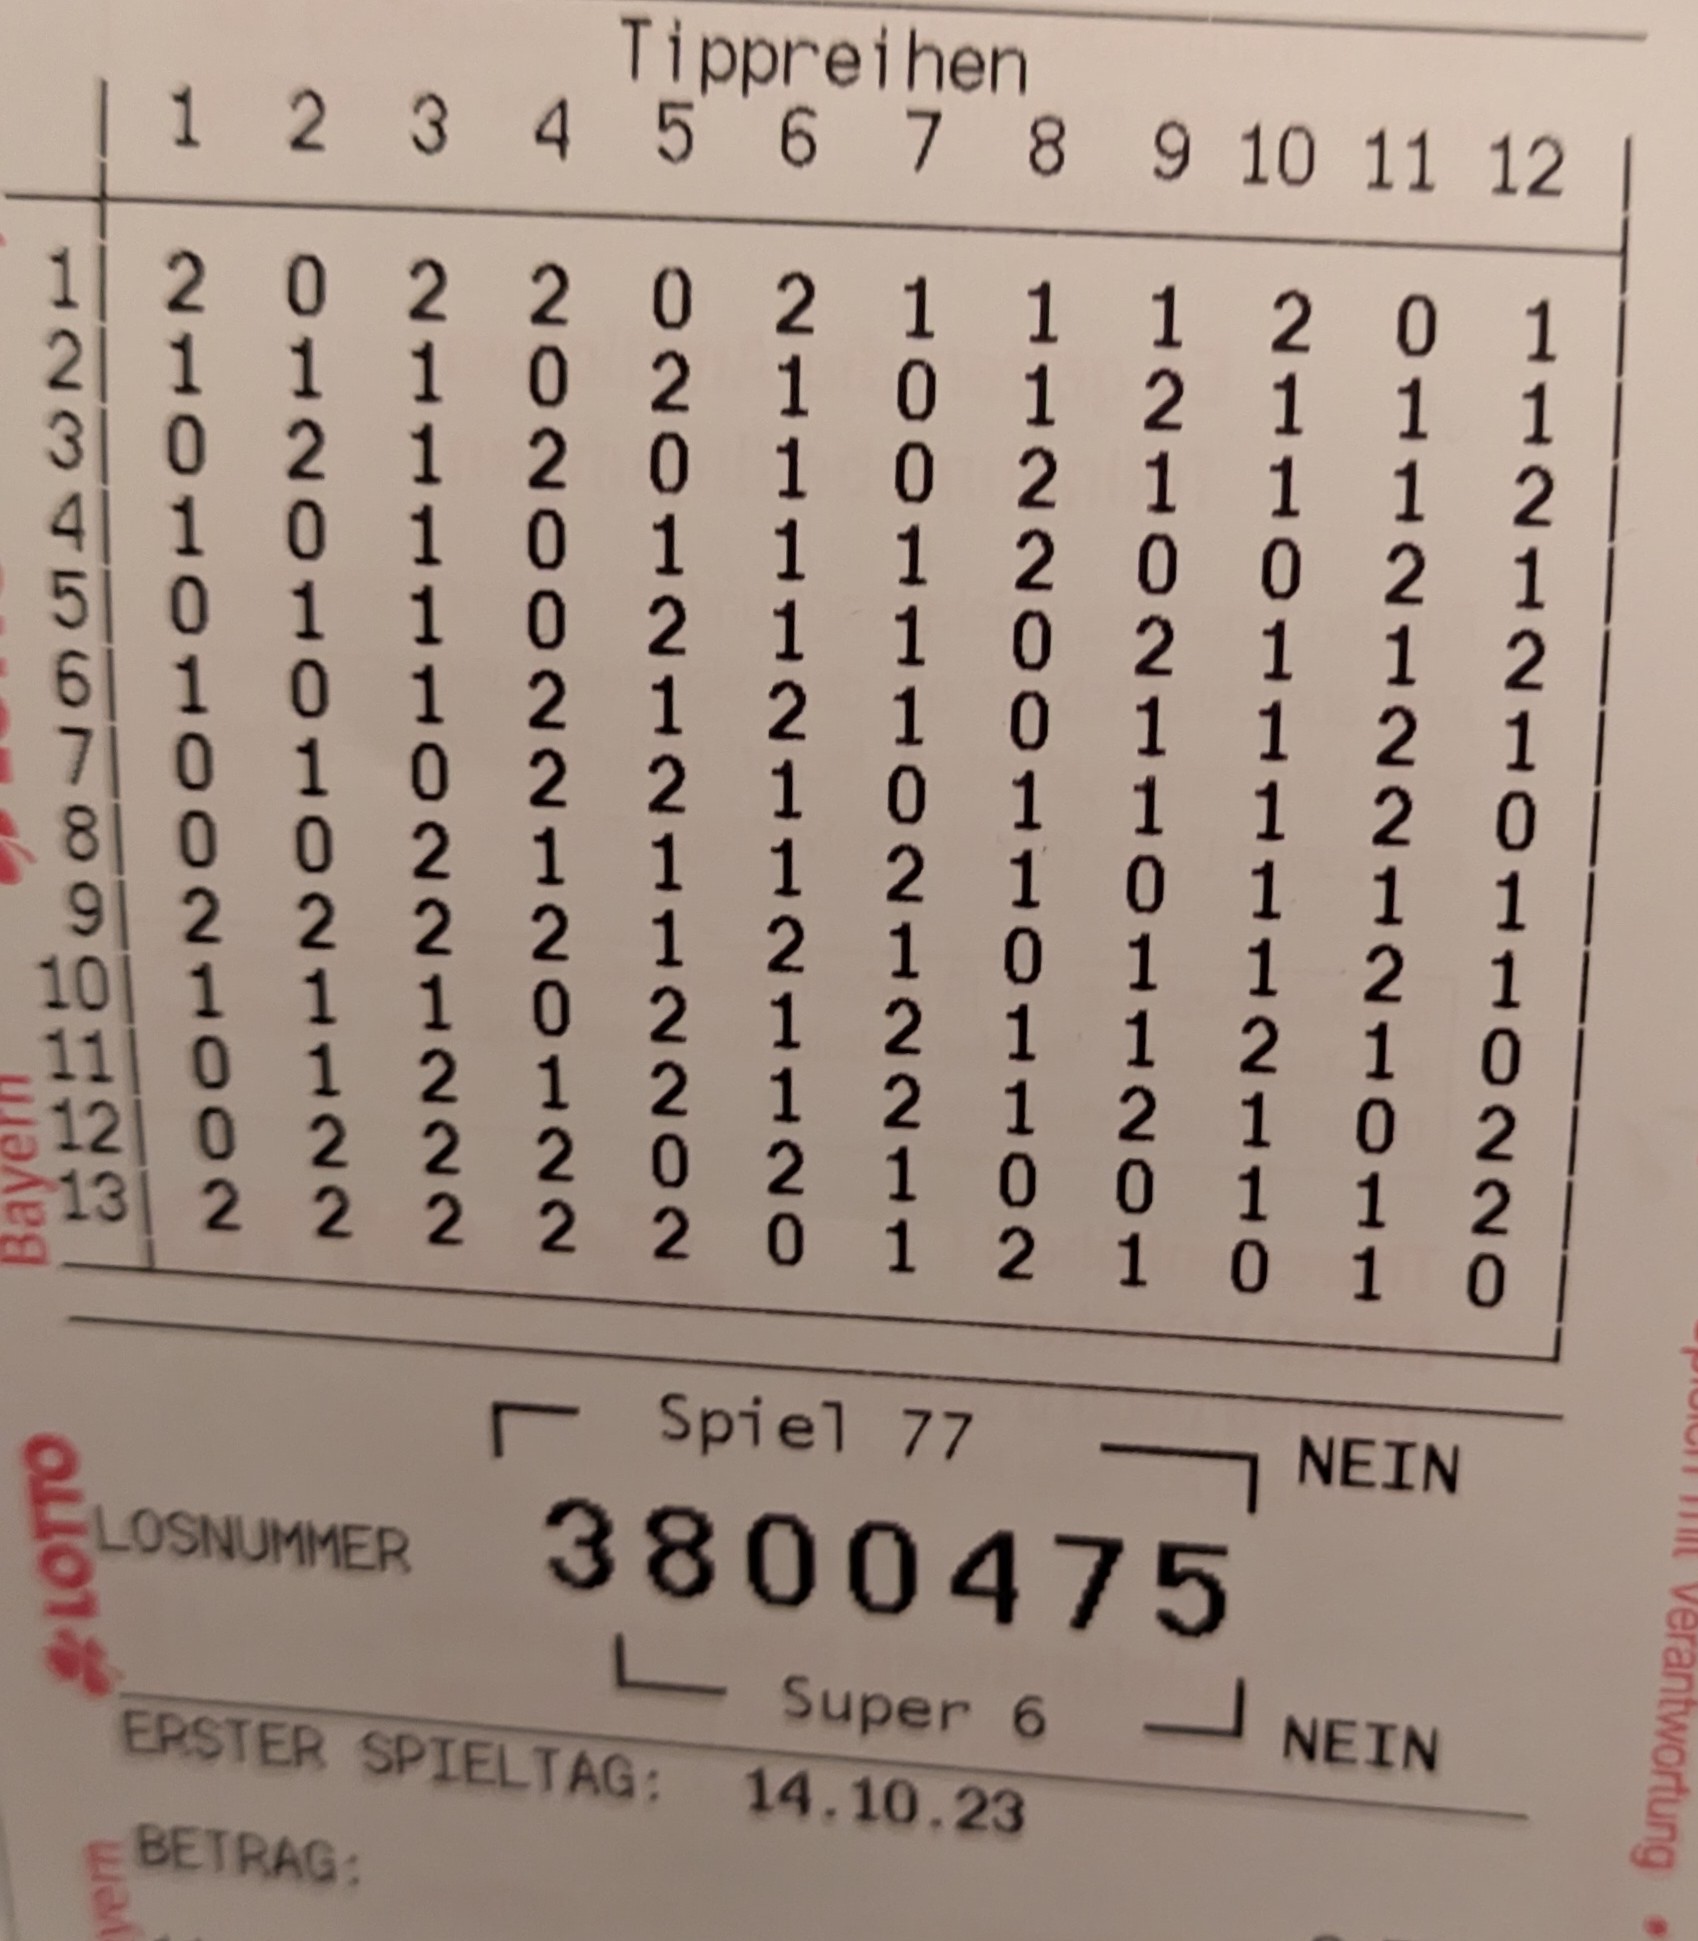 Tippreihen
1 2 3 4 5 6 7 8 9 10 11 12
1 2 0 2 2 0 2 1 1 1 2 0 1
2 1 1 1 0 2 1 0 1 2 1 1 1
3 0 2 1 2 0 1 0 2 1 1 1 2
4 1 0 1 0 1 1 1 2 0 0 2 1
5 0 1 1 0 2 1 1 0 2 1 1 2
6 1 0 1 2 1 2 1 0 1 1 2 1
7 0 1 0 2 2 1 0 1 1 1 2 0
8 0 0 2 1 1 1 2 1 0 1 1 1
9 2 2 2 2 1 2 1 0 1 1 2 1
10 1 1 1 0 2 1 2 1 1 2 1 0
11 0 1 2 1 2 1 2 1 2 1 0 2
12 0 2 2 2 0 2 1 0 0 1 1 2
13 2 2 2 2 2 0 1 2 1 0 1 0
Spiel 77 NEIN
LOSNUMMER 3800475
Super 6 NEIN
ERSTER SPIELTAG: 14.10.23
BETRAG:
Bayern
LOTTO
Verantwortung